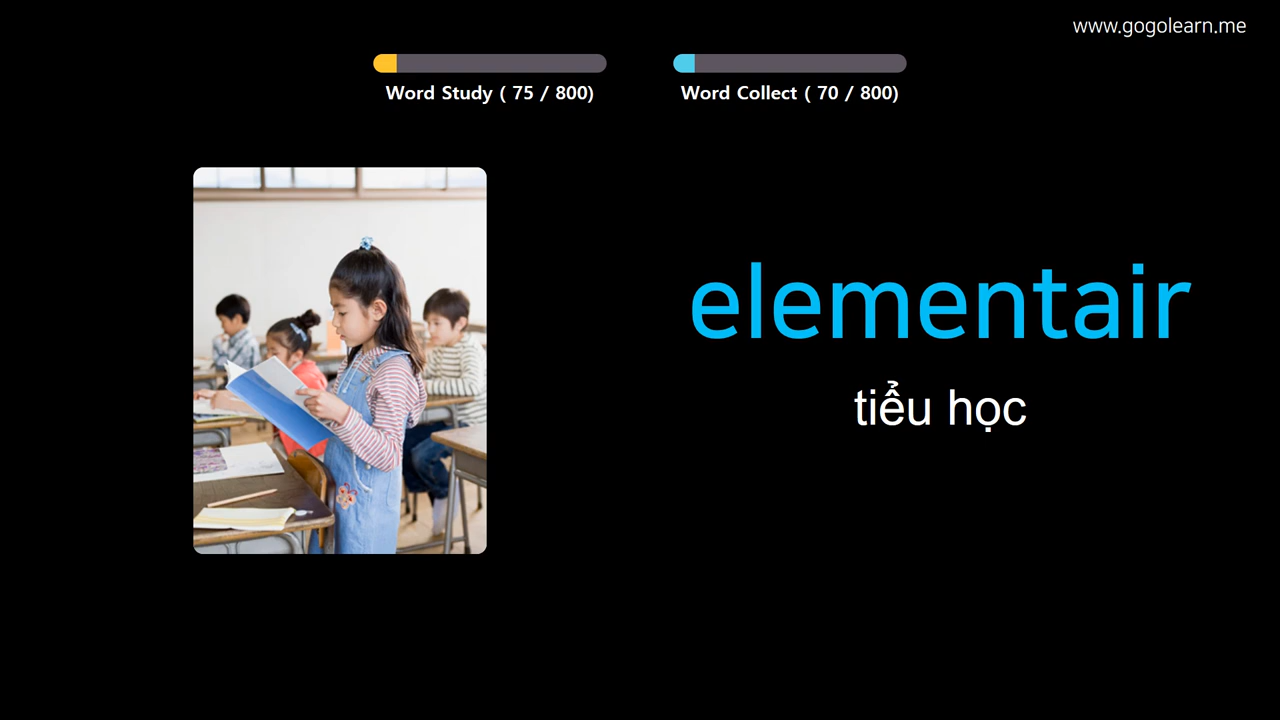 www.gogolearn.me
Word Study ( 75 / 800)
Word Collect ( 70 / 800)
elementair
tiểu học